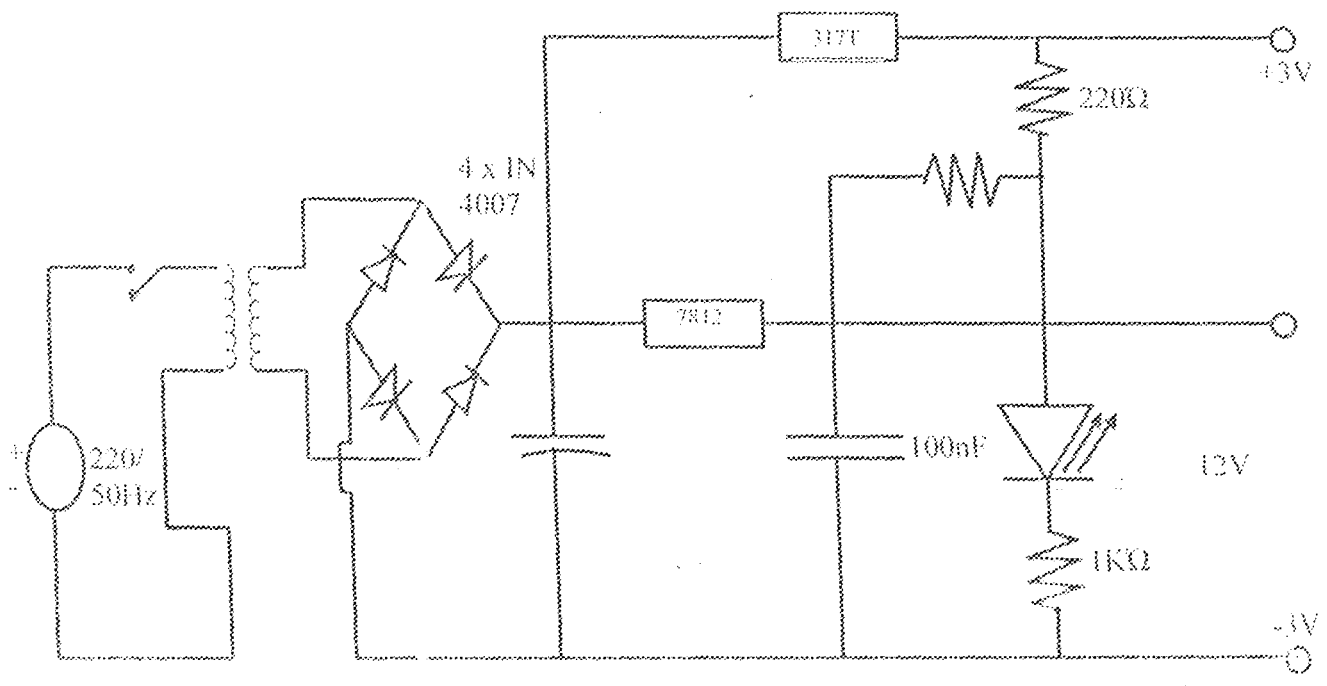 317T
+3V
220Ω
4 x IN
4007
7812
+
220/
-
50Hz
100nF
12V
1KΩ
-3V